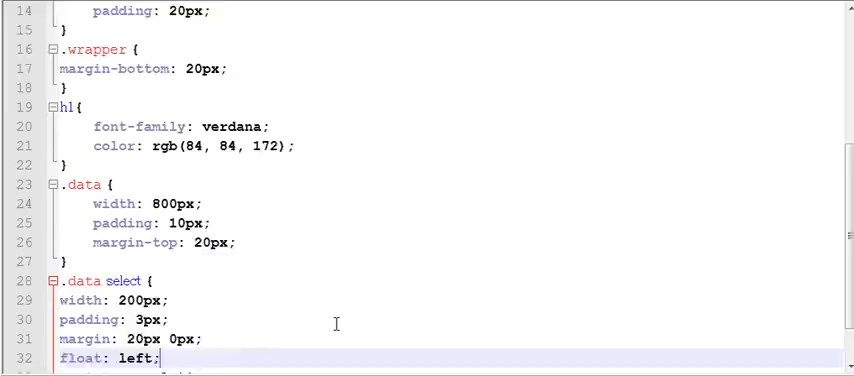 14 padding: 20px;
15 }
16 .wrapper {
17 margin-bottom: 20px;
18 }
19 h1{
20 font-family: verdana;
21 color: rgb(84, 84, 172);
22 }
23 .data {
24 width: 800px;
25 padding: 10px;
26 margin-top: 20px;
27 }
28 .data select {
29 width: 200px;
30 padding: 3px;
31 margin: 20px 0px;
32 float: left;